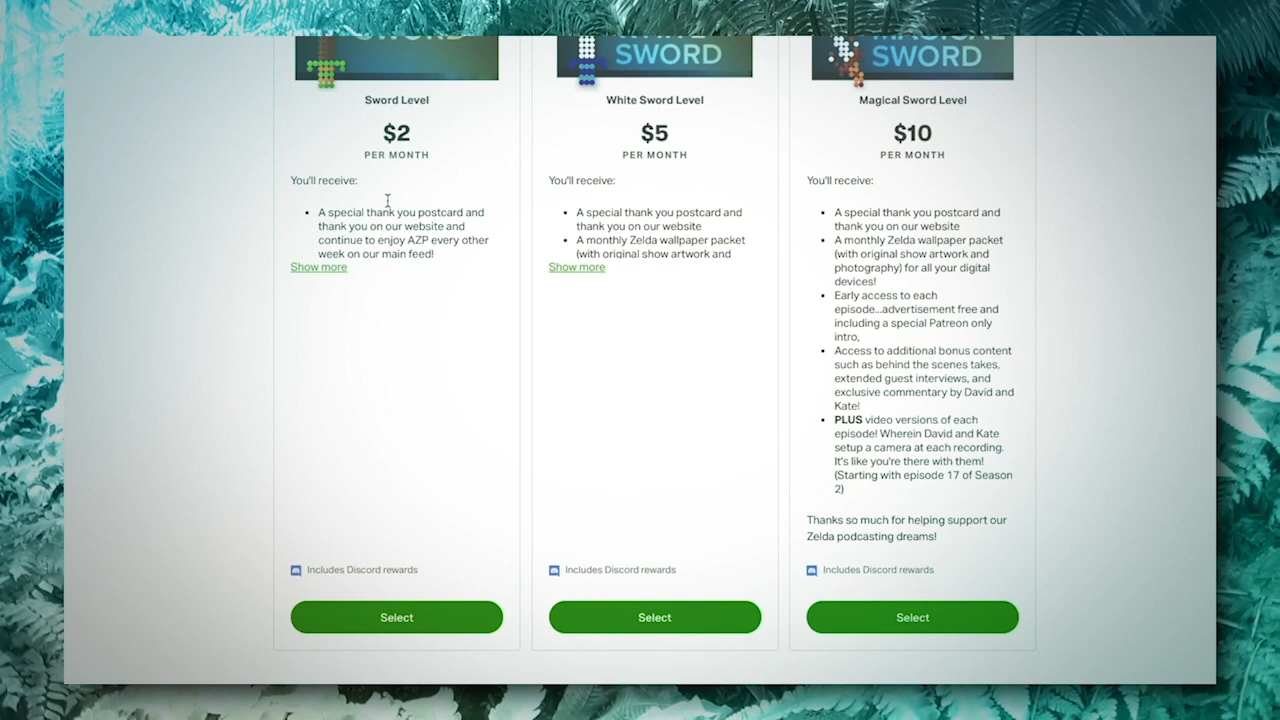 SWORD
Sword Level
$2
PER MONTH
You'll receive:
A special thank you postcard and
thank you on our website and
continue to enjoy AZP every other
week on our main feed!
Show more
Includes Discord rewards
Select
SWORD
White Sword Level
$5
PER MONTH
You'll receive:
A special thank you postcard and
thank you on our website
A monthly Zelda wallpaper packet
(with original show artwork and
Show more
Includes Discord rewards
Select
SWORD
Magical Sword Level
$10
PER MONTH
You'll receive:
A special thank you postcard and
thank you on our website
A monthly Zelda wallpaper packet
(with original show artwork and
photography) for all your digital
devices!
Early access to each
episode...advertisement free and
including a special Patreon only
intro,
Access to additional bonus content
such as behind the scenes takes,
extended guest interviews, and
exclusive commentary by David and
Kate!
PLUS video versions of each
episode! Wherein David and Kate
setup a camera at each recording.
It's like you're there with them!
(Starting with episode 17 of Season
2)
Thanks so much for helping support our
Zelda podcasting dreams!
Includes Discord rewards
Select